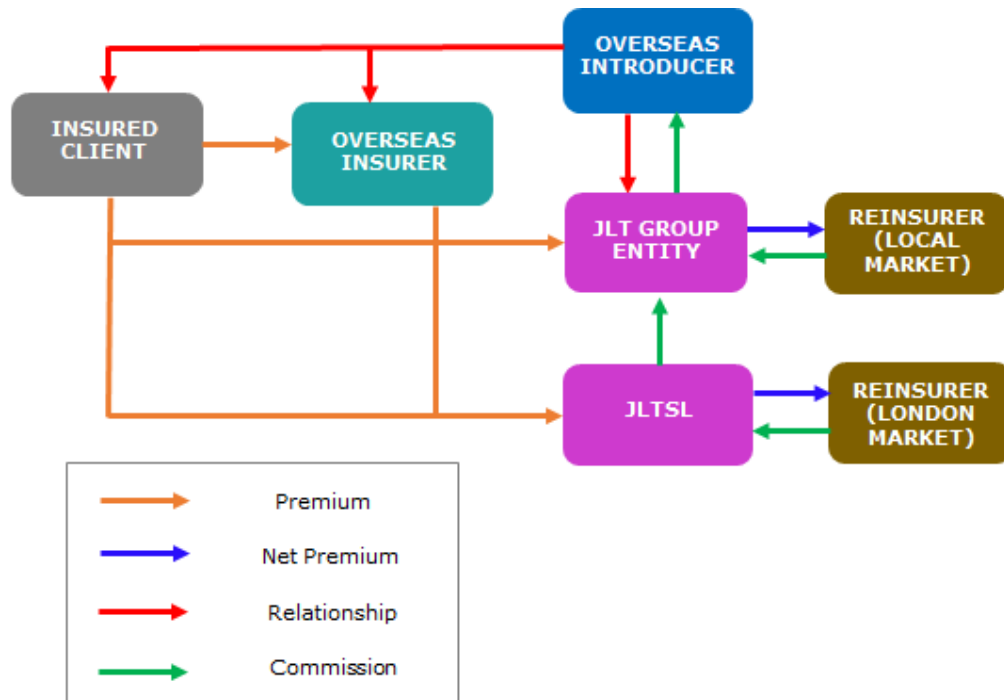 OVERSEAS
INTRODUCER
INSURED
CLIENT
OVERSEAS
INSURER
JLT GROUP
ENTITY
REINSURER
(LOCAL
MARKET)
JLTSL
REINSURER
(LONDON
MARKET)
Premium
Net Premium
Relationship
Commission